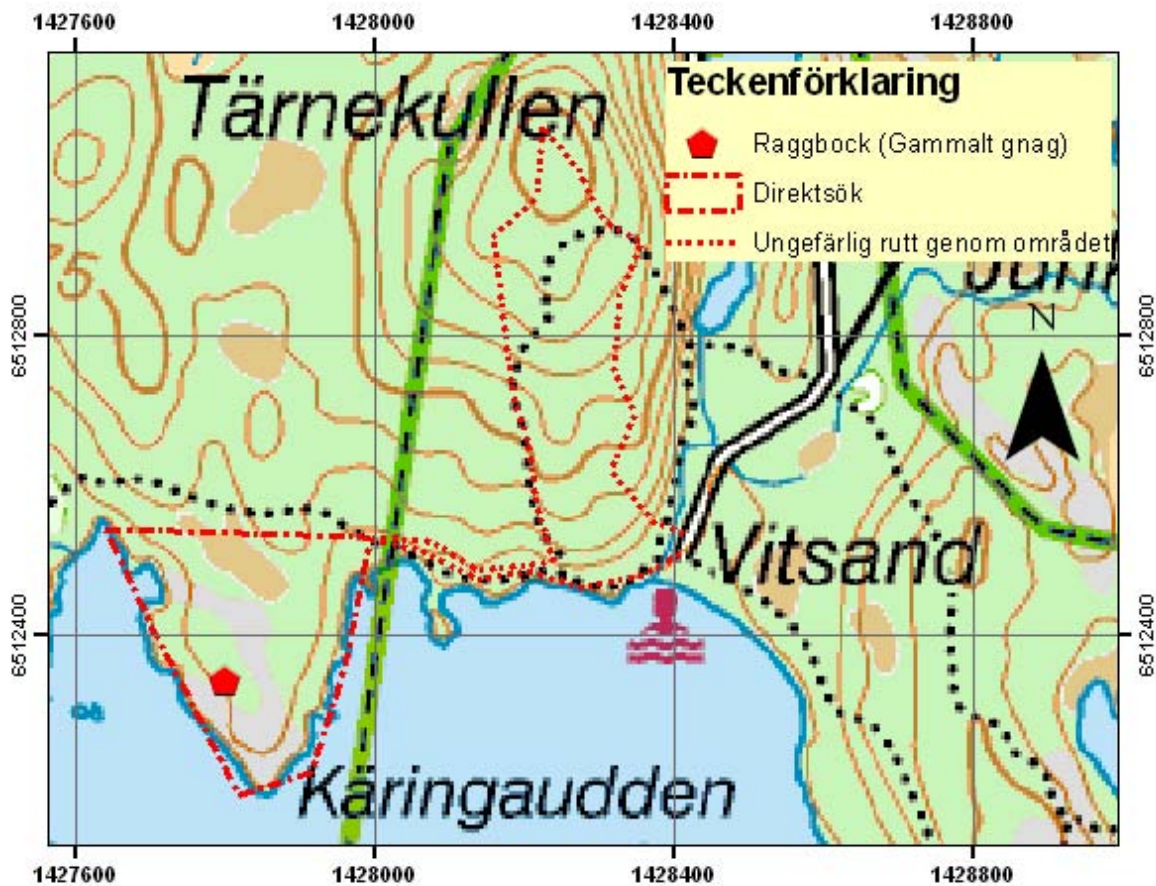 1427600 1428000 1428400 1428800
Tärnekullen
Teckenförklaring
Raggbock (Gammalt gnag)
Direktsök
Ungefärlig rutt genom området
75
N
6512800 6512800
Vitsand
6512400 6512400
Käringaudden
1427600 1428000 1428400 1428800